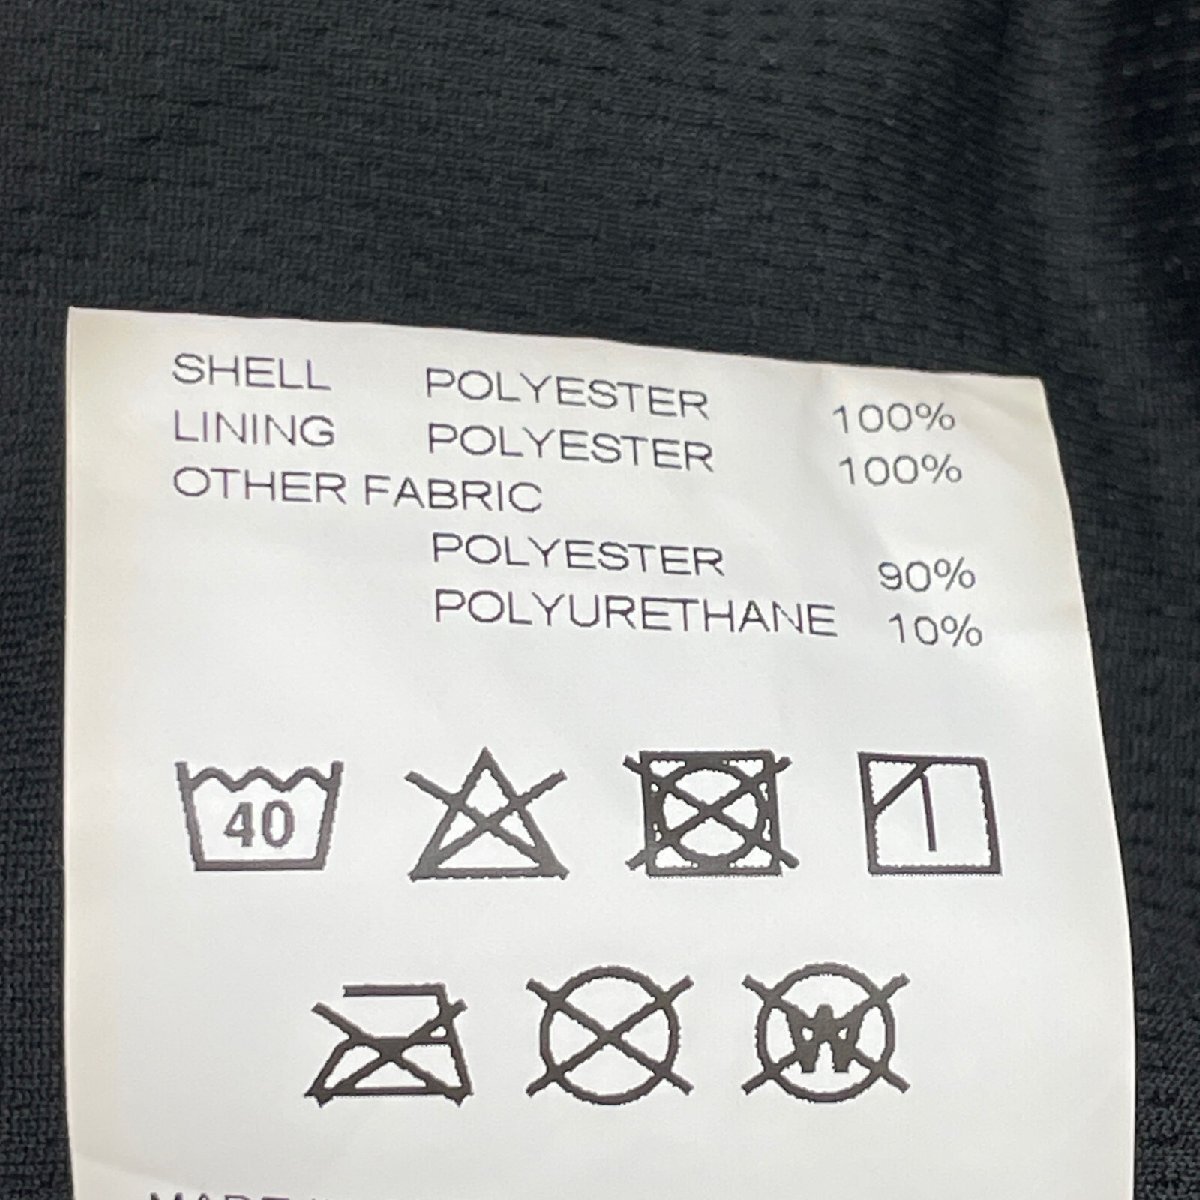 SHELL POLYESTER 100%
LINING POLYESTER 100%
OTHER FABRIC
POLYESTER 90%
POLYURETHANE 10%
40
W